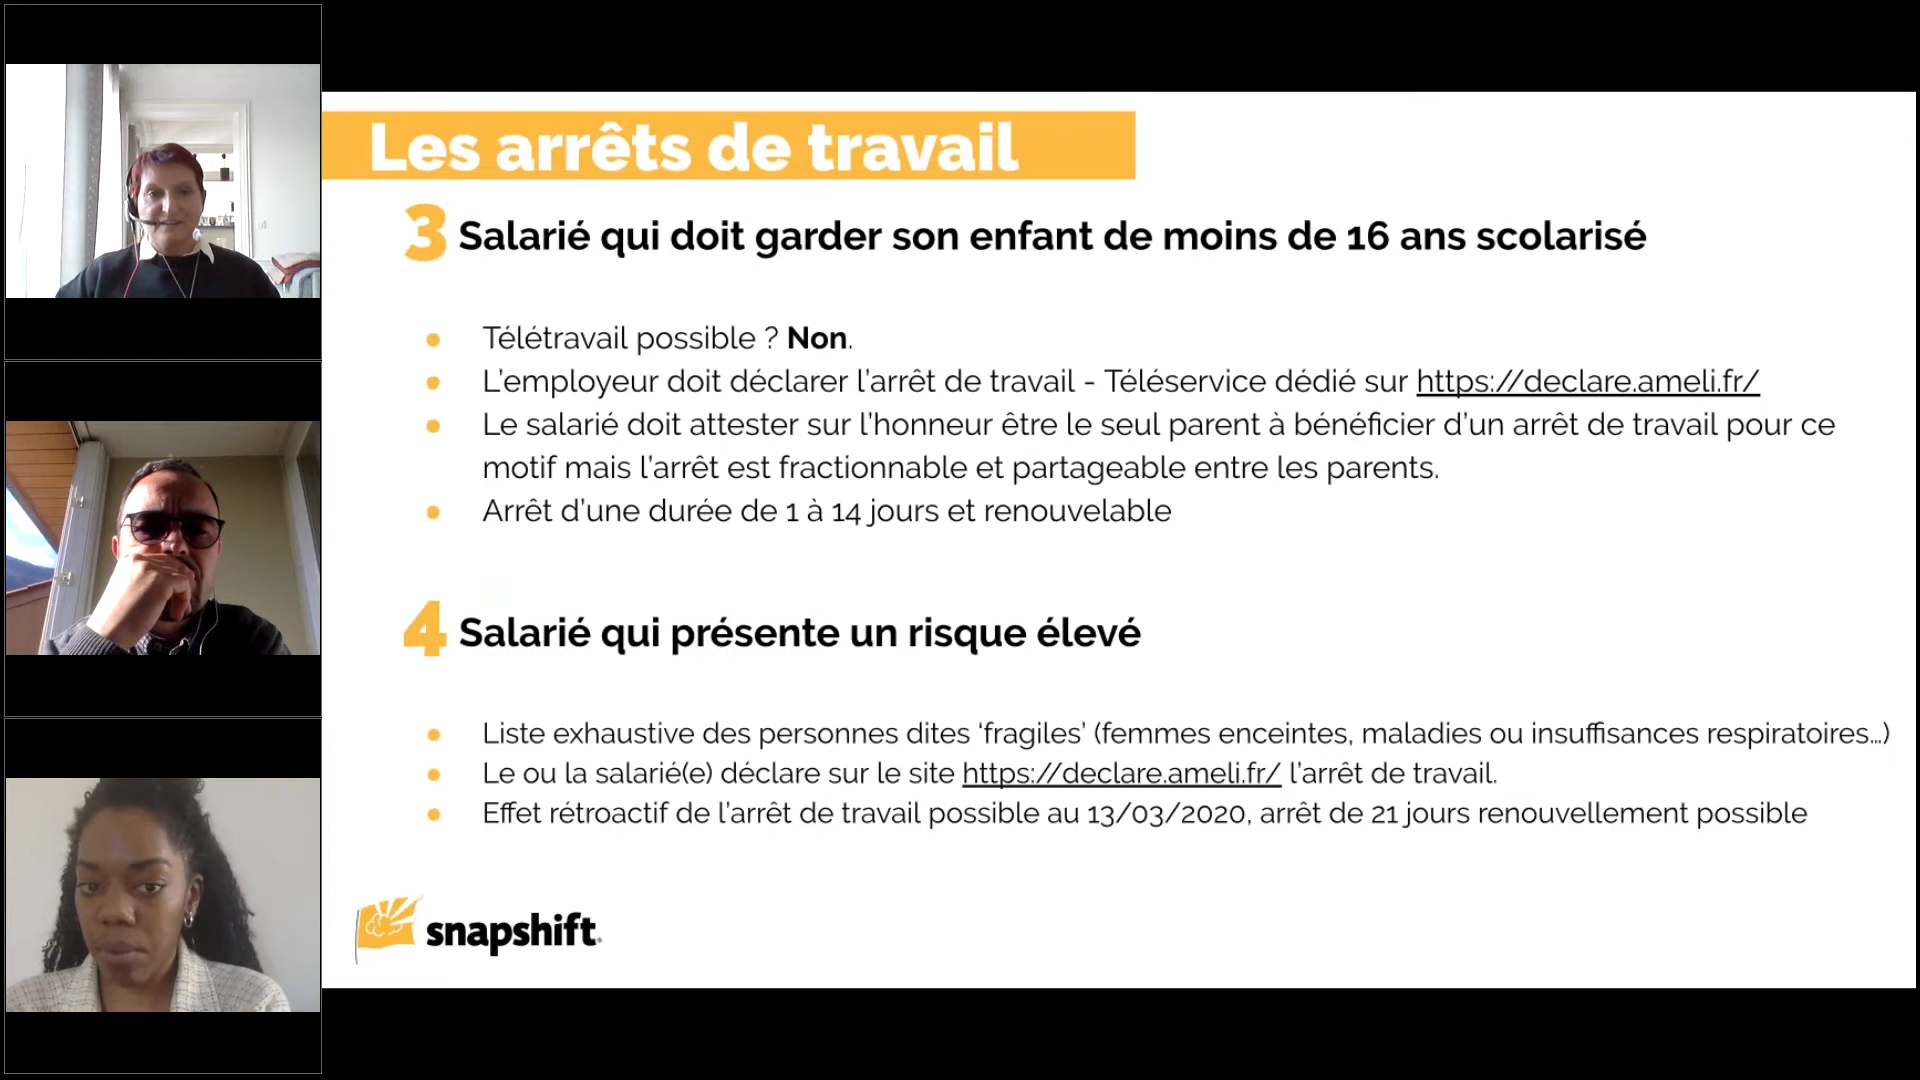 Les arrêts de travail
3 Salarié qui doit garder son enfant de moins de 16 ans scolarisé
● Télétravail possible ? Non.
● L’employeur doit déclarer l’arrêt de travail - Téléservice dédié sur https://declare.ameli.fr/
● Le salarié doit attester sur l’honneur être le seul parent à bénéficier d’un arrêt de travail pour ce
motif mais l’arrêt est fractionnable et partageable entre les parents.
● Arrêt d’une durée de 1 à 14 jours et renouvelable
4 Salarié qui présente un risque élevé
● Liste exhaustive des personnes dites ‘fragiles’ (femmes enceintes, maladies ou insuffisances respiratoires…)
● Le ou la salarié(e) déclare sur le site https://declare.ameli.fr/ l’arrêt de travail.
● Effet rétroactif de l’arrêt de travail possible au 13/03/2020, arrêt de 21 jours renouvellement possible
snapshift